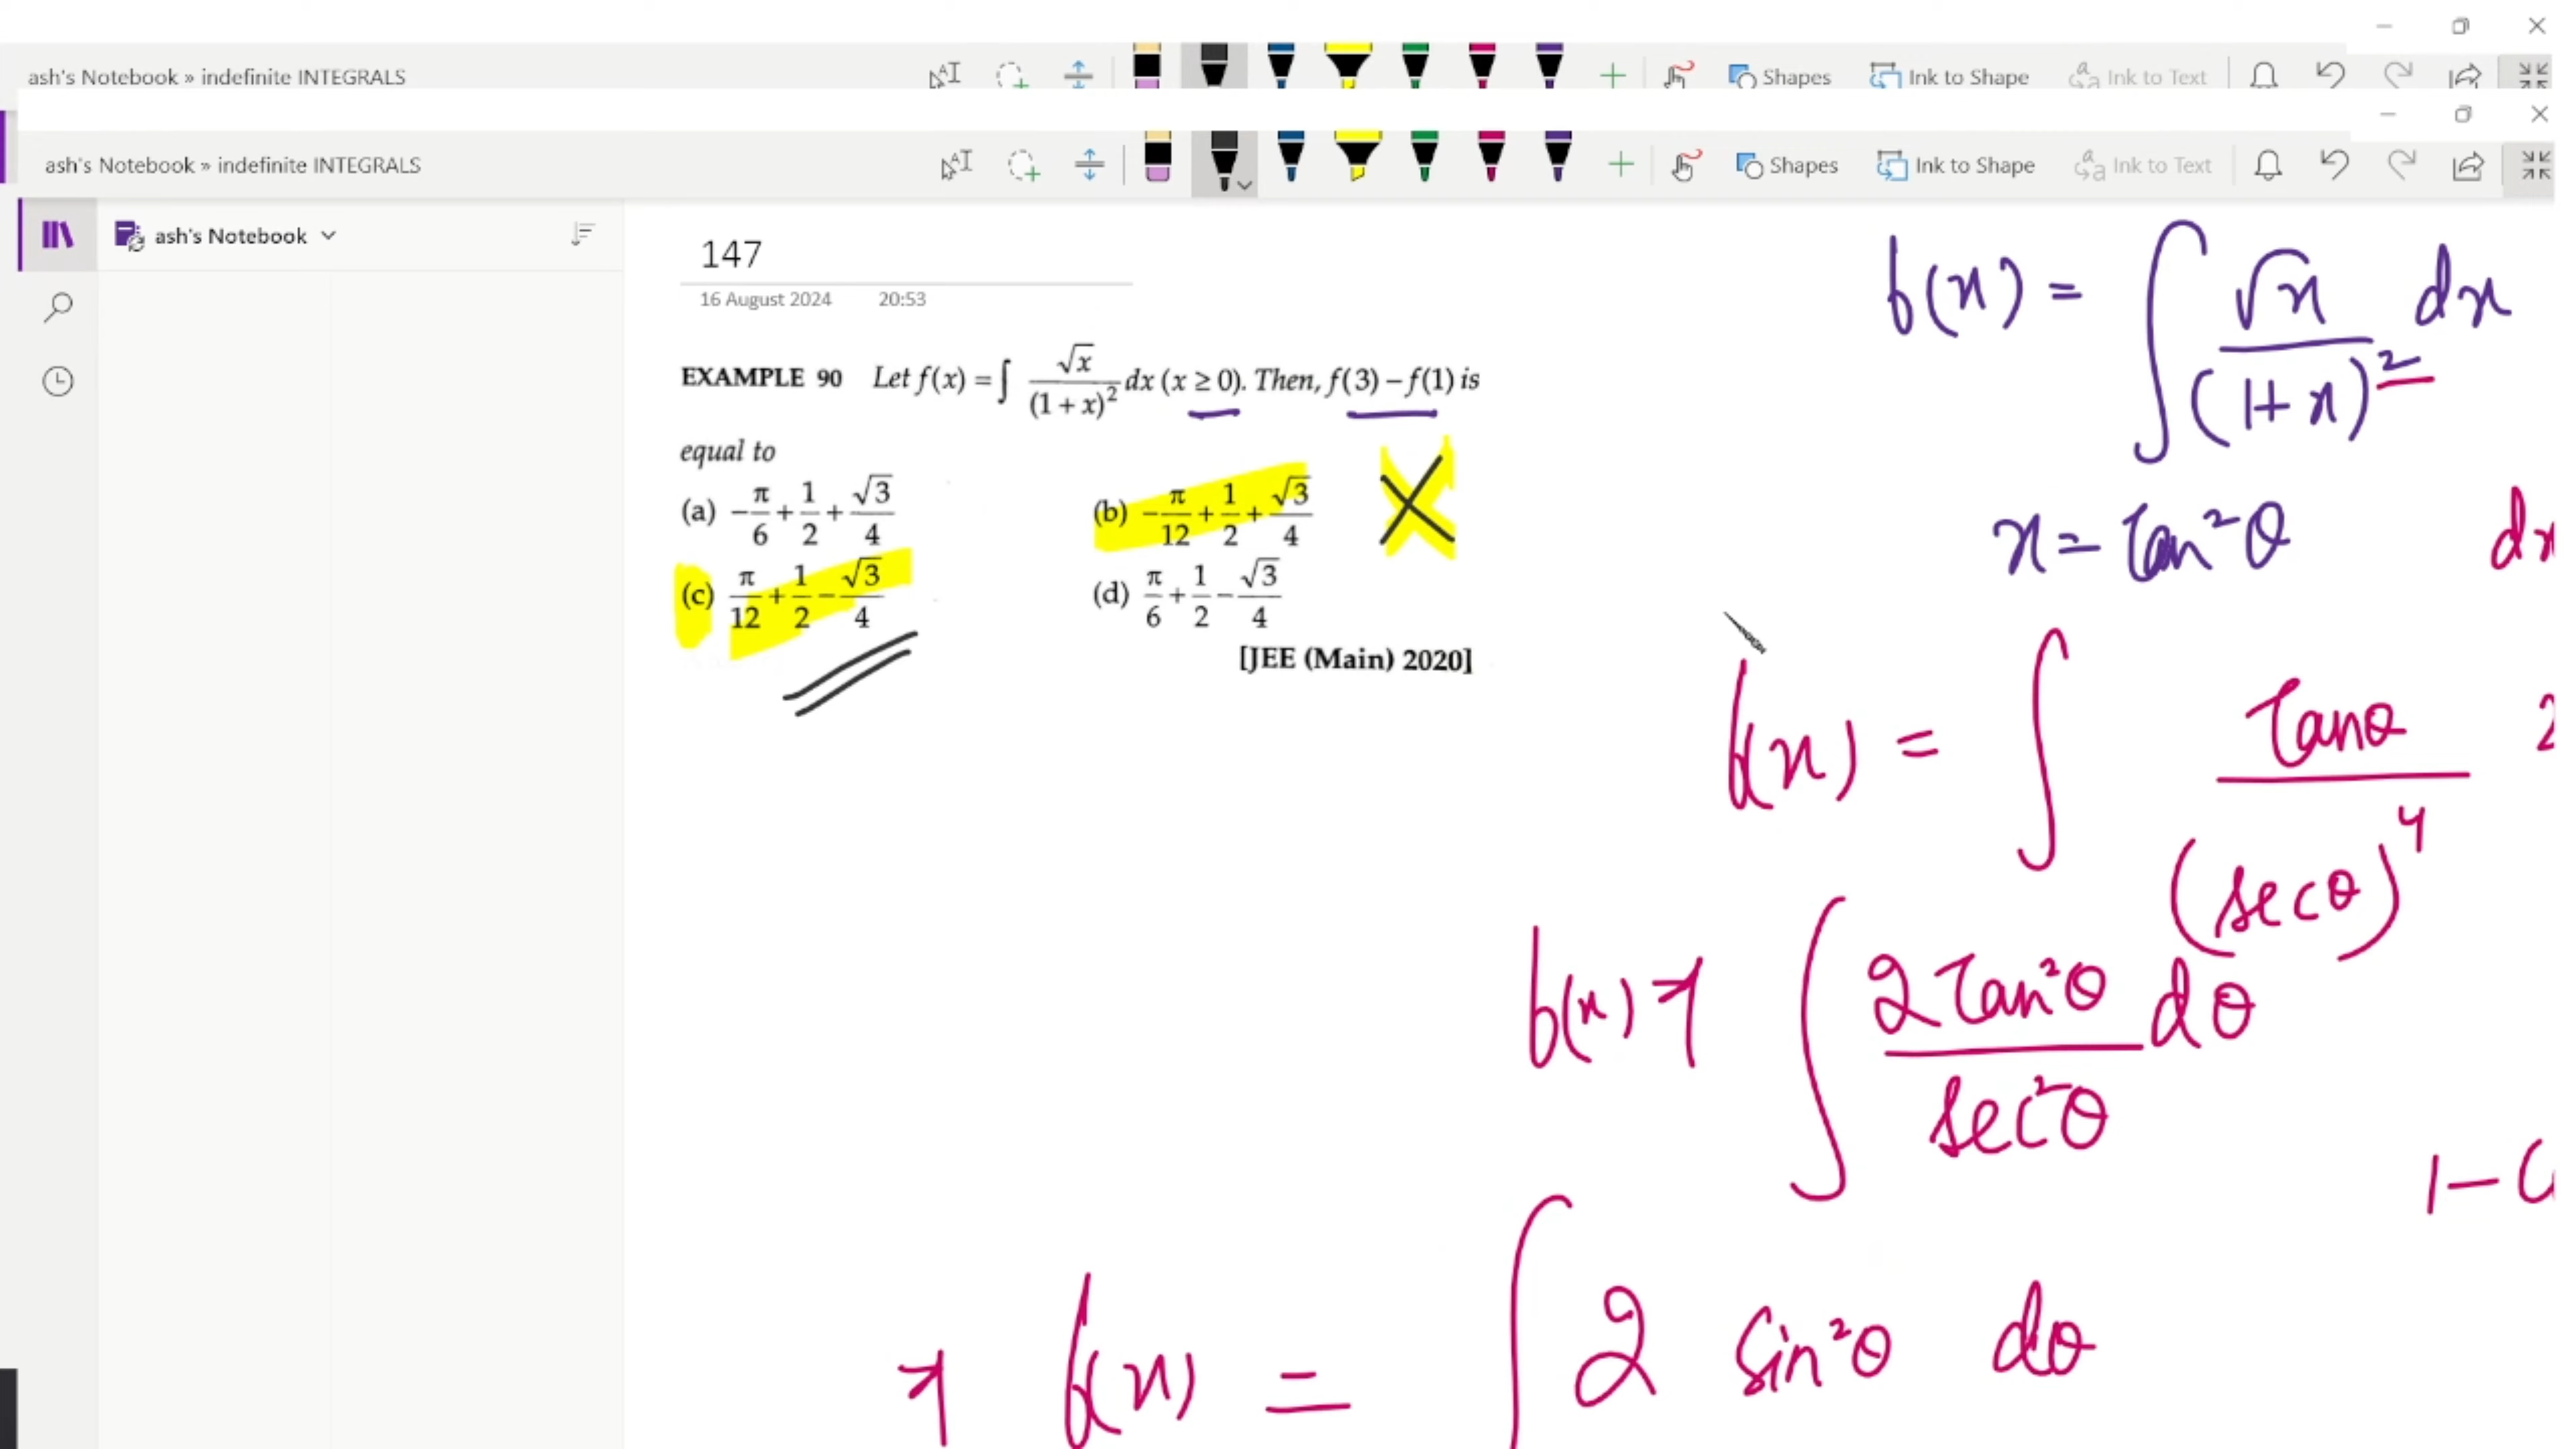 ash's Notebook » indefinite INTEGRALS
Shapes Ink to Shape Ink to Text
ash's Notebook » indefinite INTEGRALS
Shapes Ink to Shape Ink to Text
ash's Notebook
147
16 August 2024 20:53
EXAMPLE 90 Let f(x) = ∫ √x/(1 + x)² dx (x ≥ 0). Then, f(3) – f(1) is
equal to
(a) –π/6 + 1/2 + √3/4 (b) –π/12 + 1/2 + √3/4
(c) π/12 + 1/2 – √3/4 (d) π/6 + 1/2 – √3/4
[JEE (Main) 2020]
f(x) = ∫ √x/(1+x)² dx
x = tan²θ
f(x) = ∫ tanθ/(secθ)⁴ 2
f(x) = ∫ 2tan²θ/sec²θ dθ
1 –
f(x) = ∫ 2 sin²θ dθ